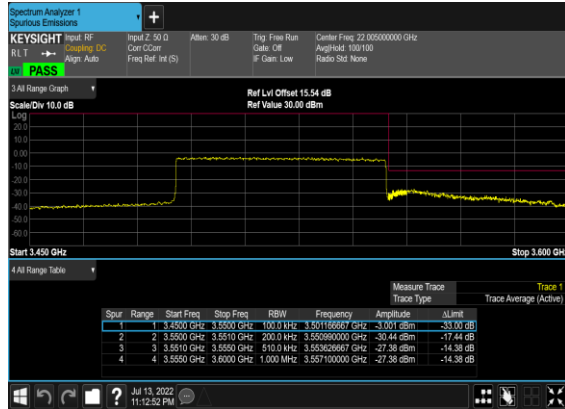 Spectrum Analyzer 1
Spurious Emissions
KEYSIGHT
RLT
LW PASS
Input: RF
Coupling: DC
Align: Auto
Input Z: 50 Ω
Corr CCorr
Freq Ref: Int (S)
Atten: 30 dB
Trig: Free Run
Gate: Off
IF Gain: Low
Center Freq: 22.005000000 GHz
Avg|Hold: 100/100
Radio Std: None
3 All Range Graph
Scale/Div 10.0 dB
Ref Lvl Offset 15.54 dB
Ref Value 30.00 dBm
Log
20.0
10.0
0.00
-10.0
-20.0
-30.0
-40.0
-50.0
-60.0
Start 3.450 GHz
Stop 3.600 GHz
4 All Range Table
Measure Trace Trace 1
Trace Type Trace Average (Active)
Spur Range Start Freq Stop Freq RBW Frequency Amplitude ΔLimit
1 1 3.4500 GHz 3.5500 GHz 100.0 kHz 3.501166667 GHz -3.001 dBm -33.00 dB
2 2 3.5500 GHz 3.5510 GHz 200.0 kHz 3.550990000 GHz -30.44 dBm -17.44 dB
3 3 3.5510 GHz 3.5550 GHz 510.0 kHz 3.553626667 GHz -27.38 dBm -14.38 dB
4 4 3.5550 GHz 3.6000 GHz 1.000 MHz 3.557100000 GHz -27.38 dBm -14.38 dB
Jul 13, 2022
11:12:52 PM